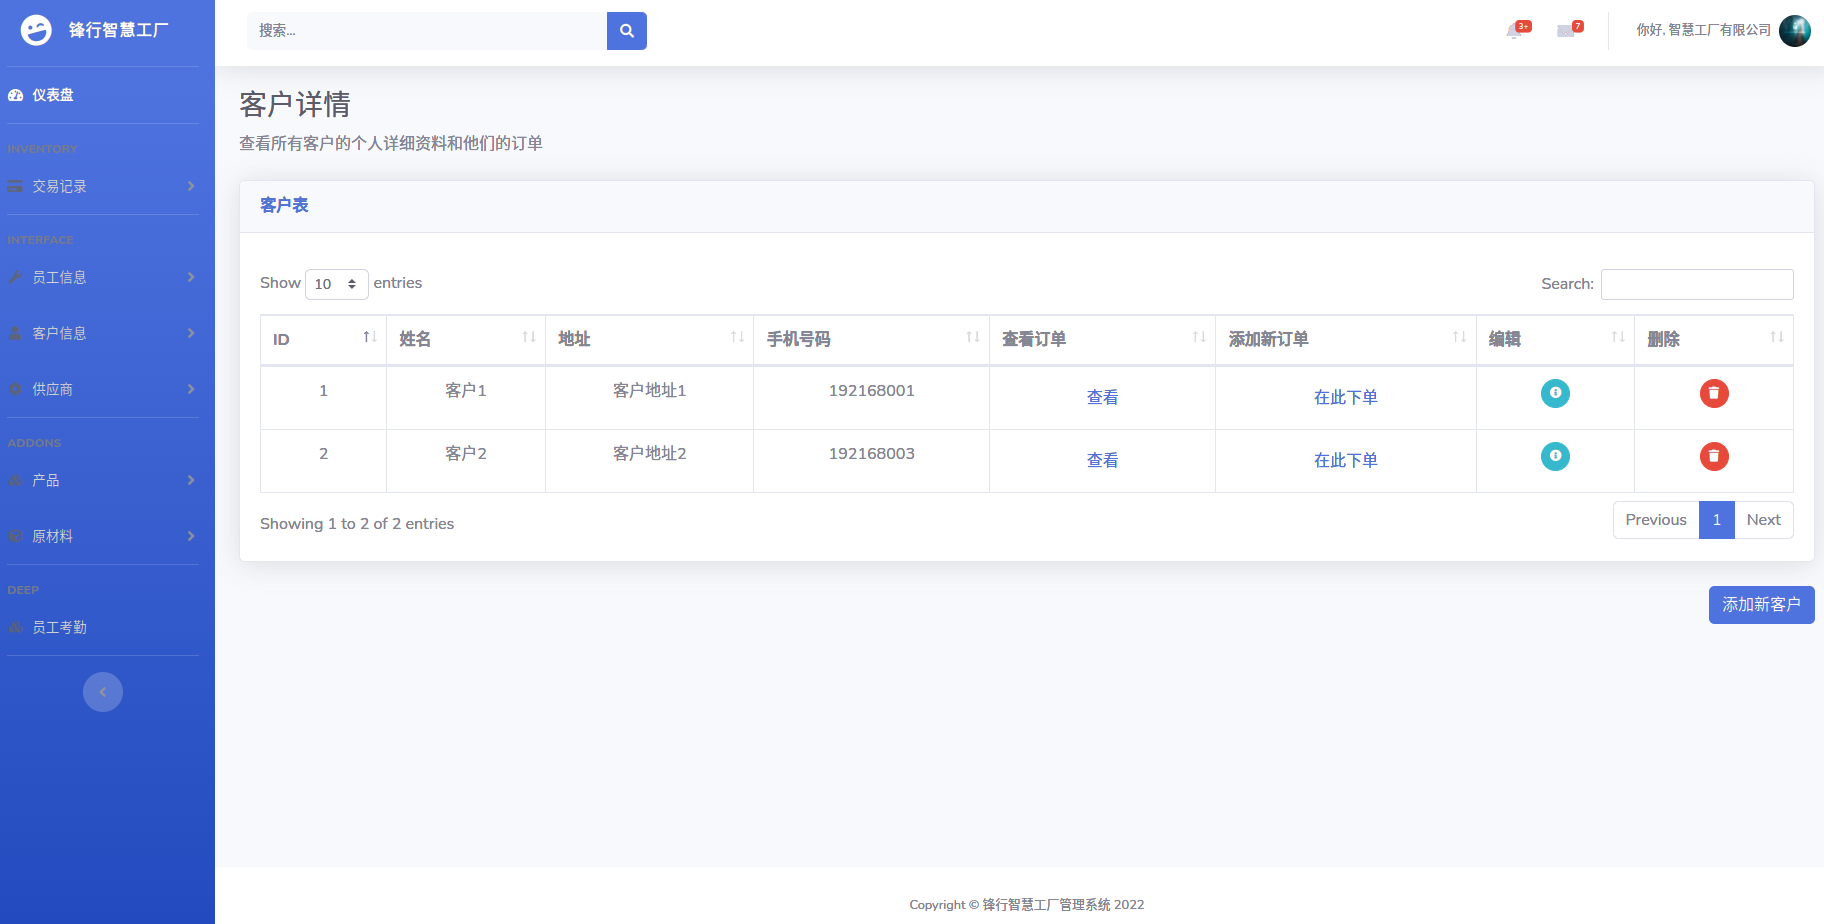 锋行智慧工厂
搜索...
3+
7
你好, 智慧工厂有限公司
仪表盘
INVENTORY
交易记录
INTERFACE
员工信息
客户信息
供应商
ADDONS
产品
原材料
DEEP
员工考勤
客户详情
查看所有客户的个人详细资料和他们的订单
客户表
Show 10 entries
Search:
ID 姓名 地址 手机号码 查看订单 添加新订单 编辑 删除
1 客户1 客户地址1 192168001 查看 在此下单
2 客户2 客户地址2 192168003 查看 在此下单
Showing 1 to 2 of 2 entries
Previous 1 Next
添加新客户
Copyright © 锋行智慧工厂管理系统 2022